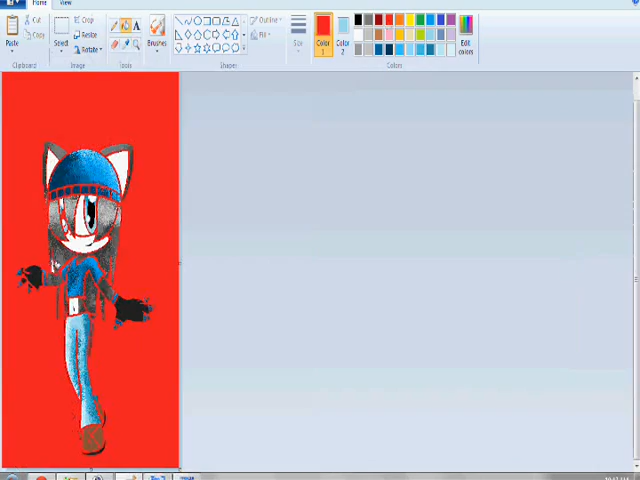 Home View
Paste Cut Copy
Clipboard
Select Crop Resize Rotate
Image
A
Tools
Brushes
Outline Fill
Shapes
Size
Color 1 Color 2 Edit colors
Colors